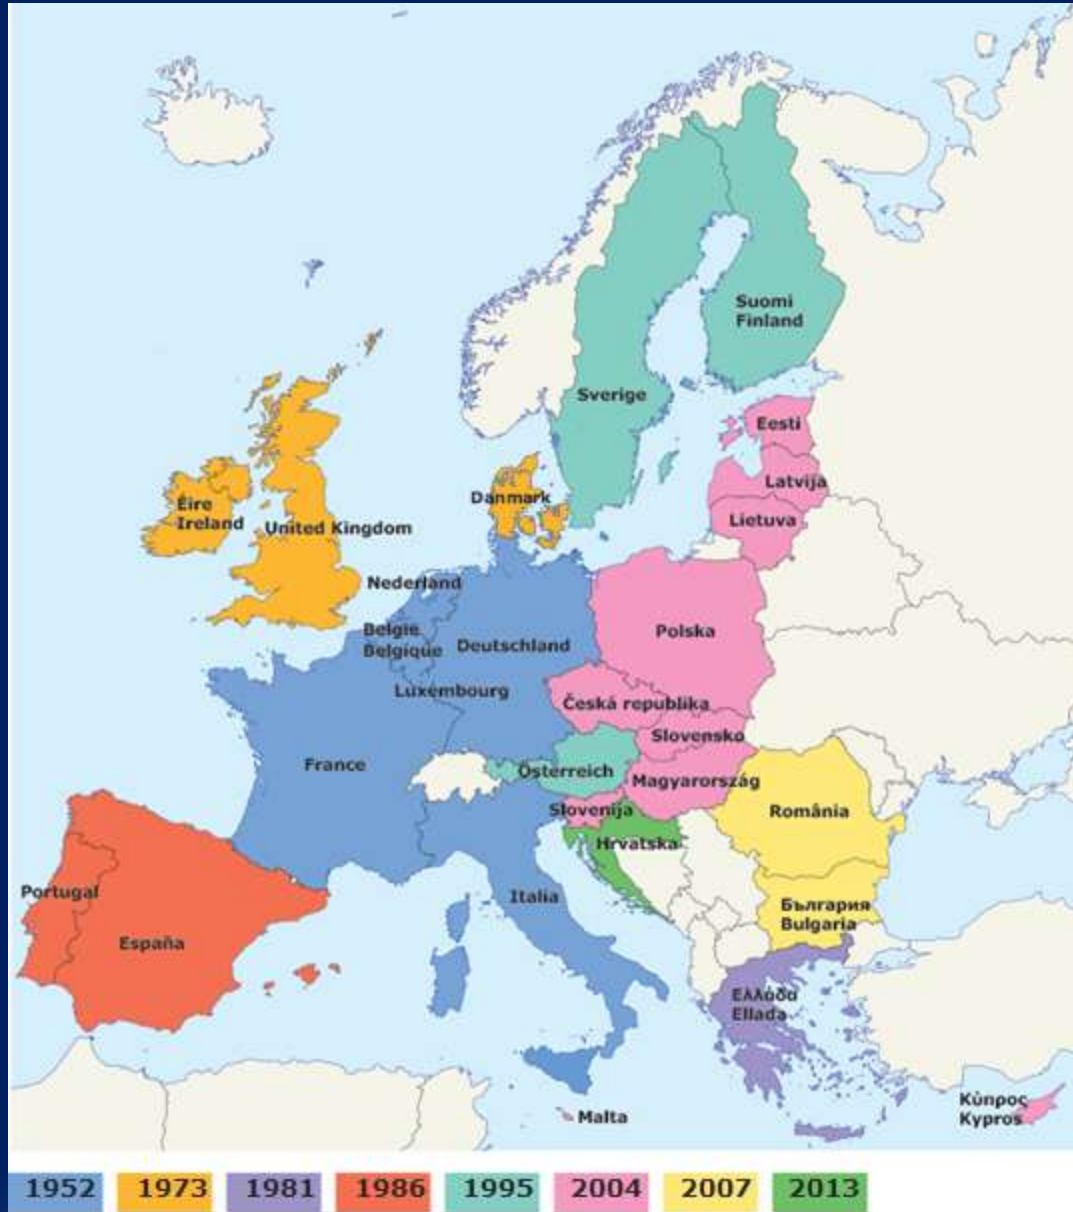 Suomi
Finland
Sverige
Eesti
Latvija
Lietuva
Danmark
Éire
Ireland
United Kingdom
Nederland
België
Belgique
Deutschland
Luxembourg
Polska
Česká republika
Slovensko
France
Österreich
Magyarország
Slovenija
Hrvatska
România
Portugal
España
Italia
България
Bulgaria
Ελλάδα
Ellada
Malta
Κύπρος
Kypros
1952 1973 1981 1986 1995 2004 2007 2013